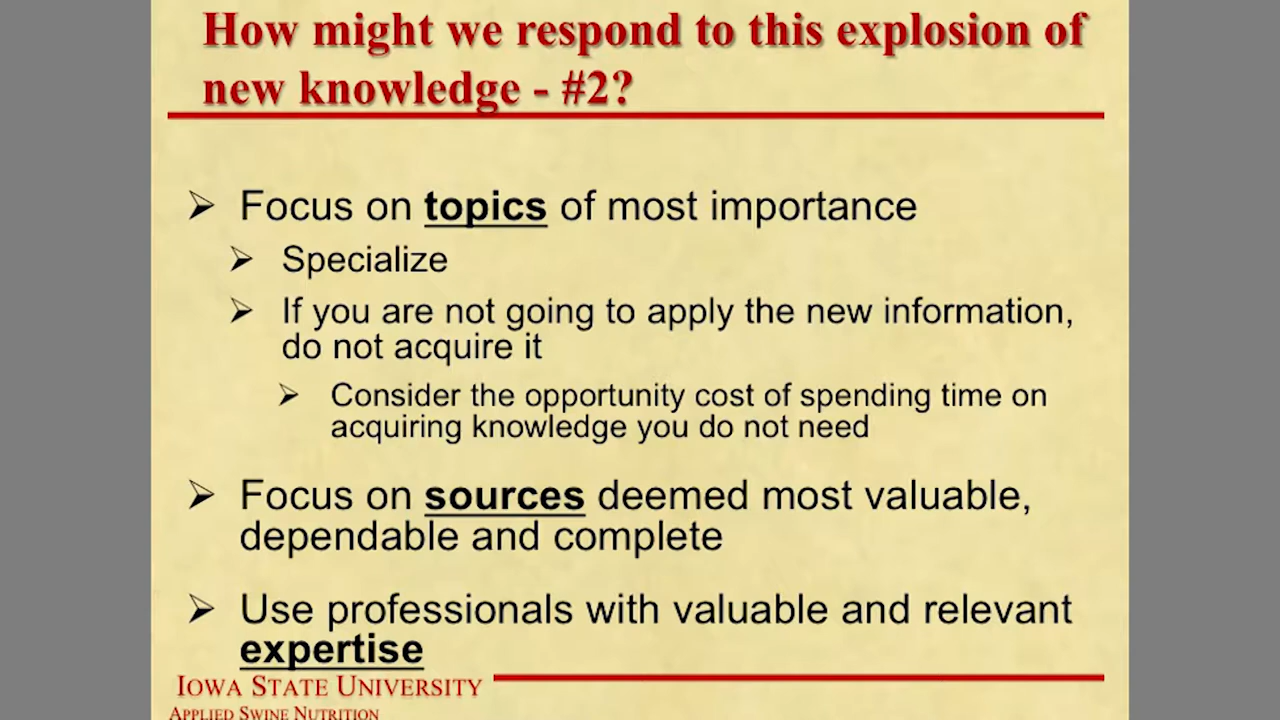 How might we respond to this explosion of
new knowledge - #2?
➢ Focus on topics of most importance
➢ Specialize
➢ If you are not going to apply the new information,
do not acquire it
➢ Consider the opportunity cost of spending time on
acquiring knowledge you do not need
➢ Focus on sources deemed most valuable,
dependable and complete
➢ Use professionals with valuable and relevant
expertise
IOWA STATE UNIVERSITY
APPLIED SWINE NUTRITION